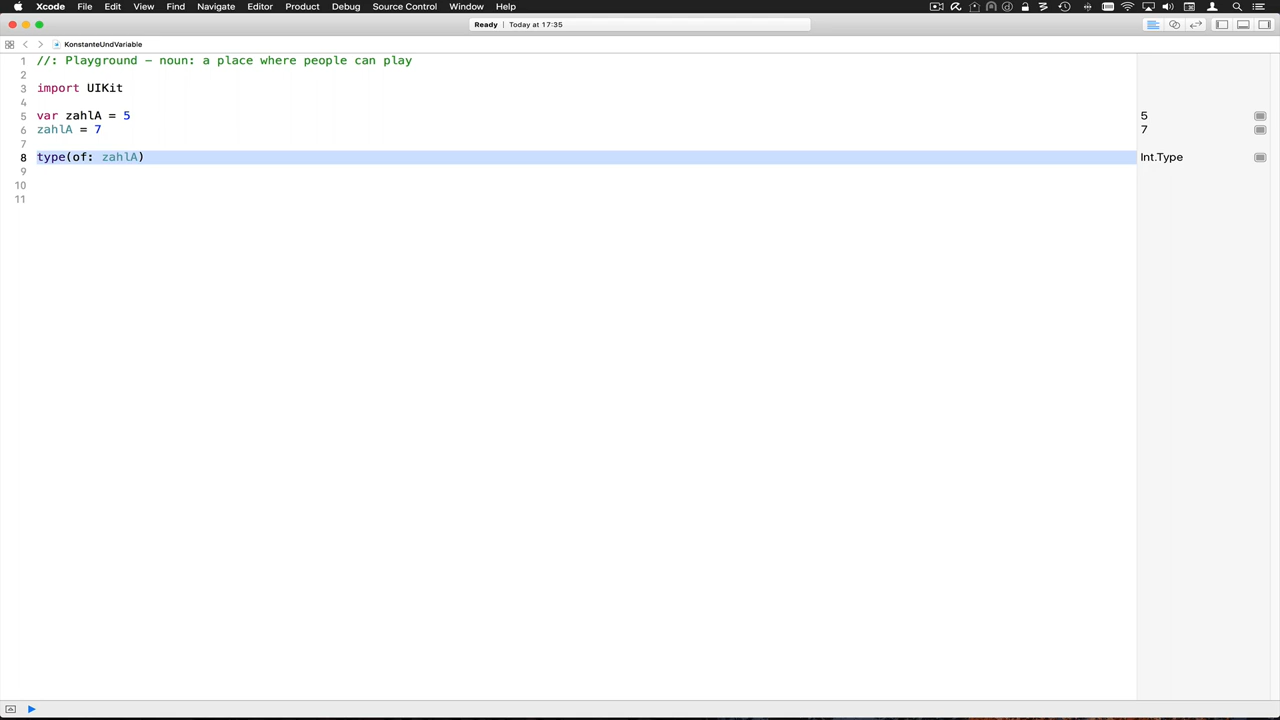 Xcode File Edit View Find Navigate Editor Product Debug Source Control Window Help
Ready | Today at 17:35
KonstanteUndVariable
1 //: Playground – noun: a place where people can play
2
3 import UIKit
4
5 var zahlA = 5 5
6 zahlA = 7 7
7
8 type(of: zahlA) Int.Type
9
10
11